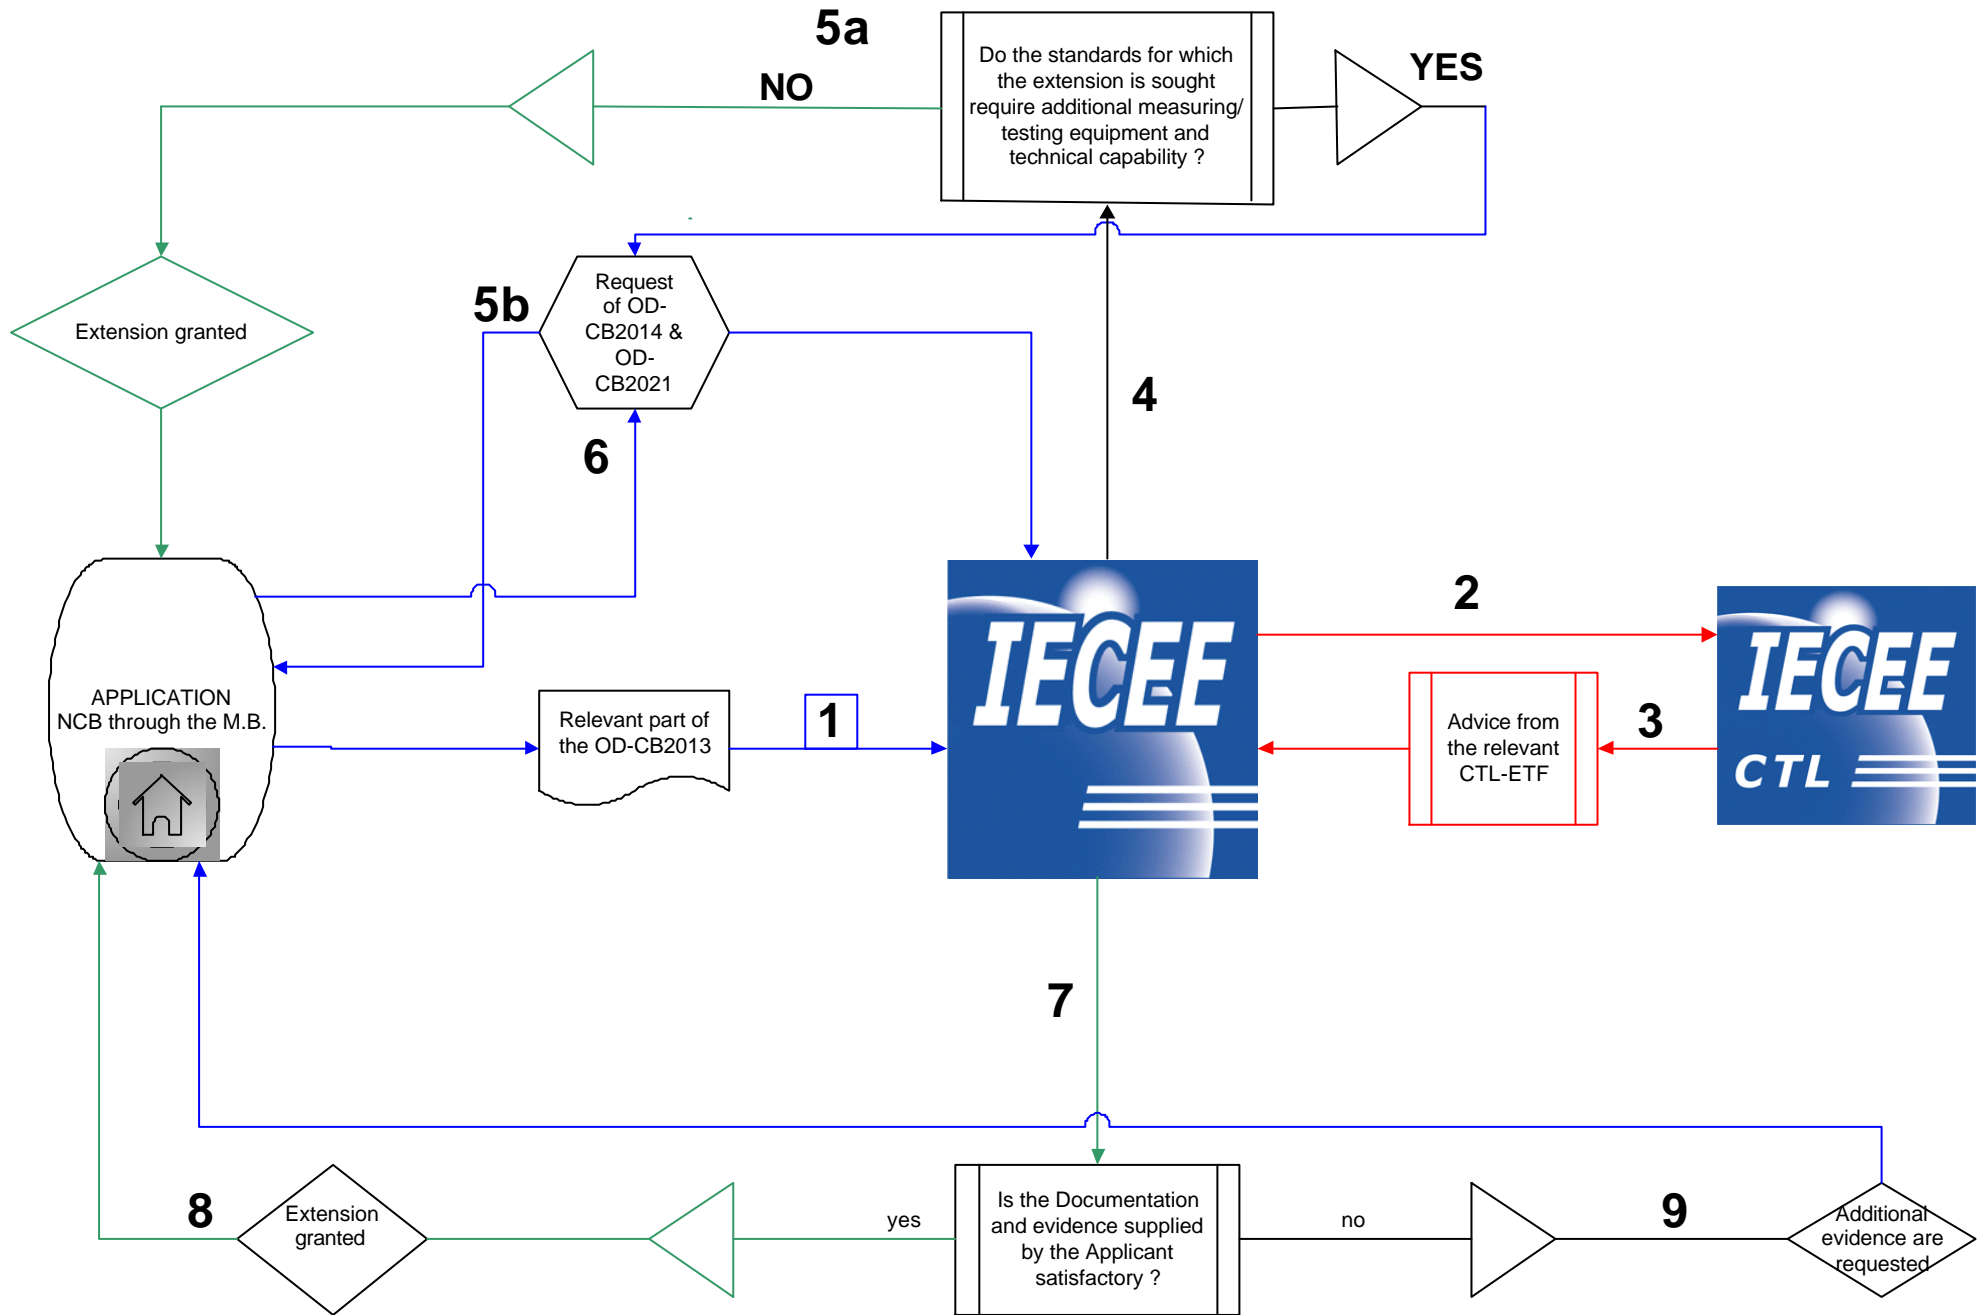 5a
Do the standards for which
the extension is sought
require additional measuring/
testing equipment and
technical capability ?
NO
YES
Extension granted
5b
Request
of OD-
CB2014 &
OD-
CB2021
6
4
APPLICATION
NCB through the M.B.
Relevant part of
the OD-CB2013
1
IECEE
2
Advice from
the relevant
CTL-ETF
3
IECEE
CTL
7
8
Extension
granted
yes
Is the Documentation
and evidence supplied
by the Applicant
satisfactory ?
no
9
Additional
evidence are
requested